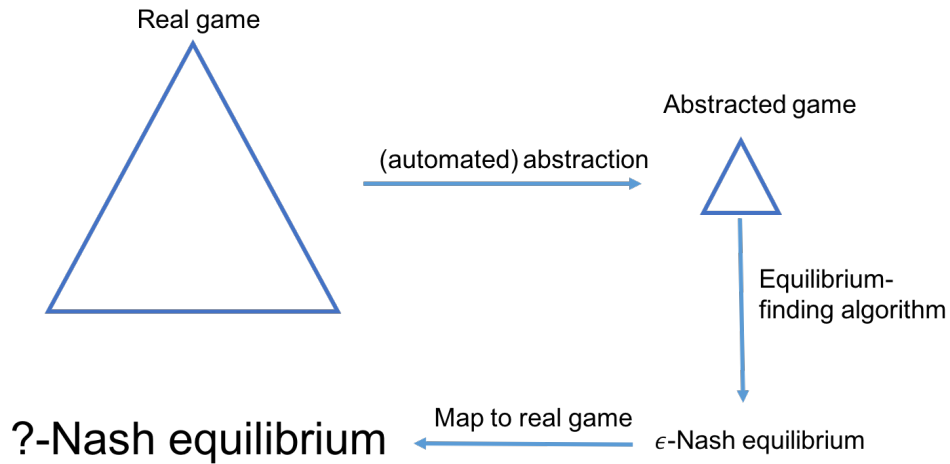 Real game
Abstracted game
(automated) abstraction
Equilibrium-
finding algorithm
?-Nash equilibrium
Map to real game
ϵ-Nash equilibrium